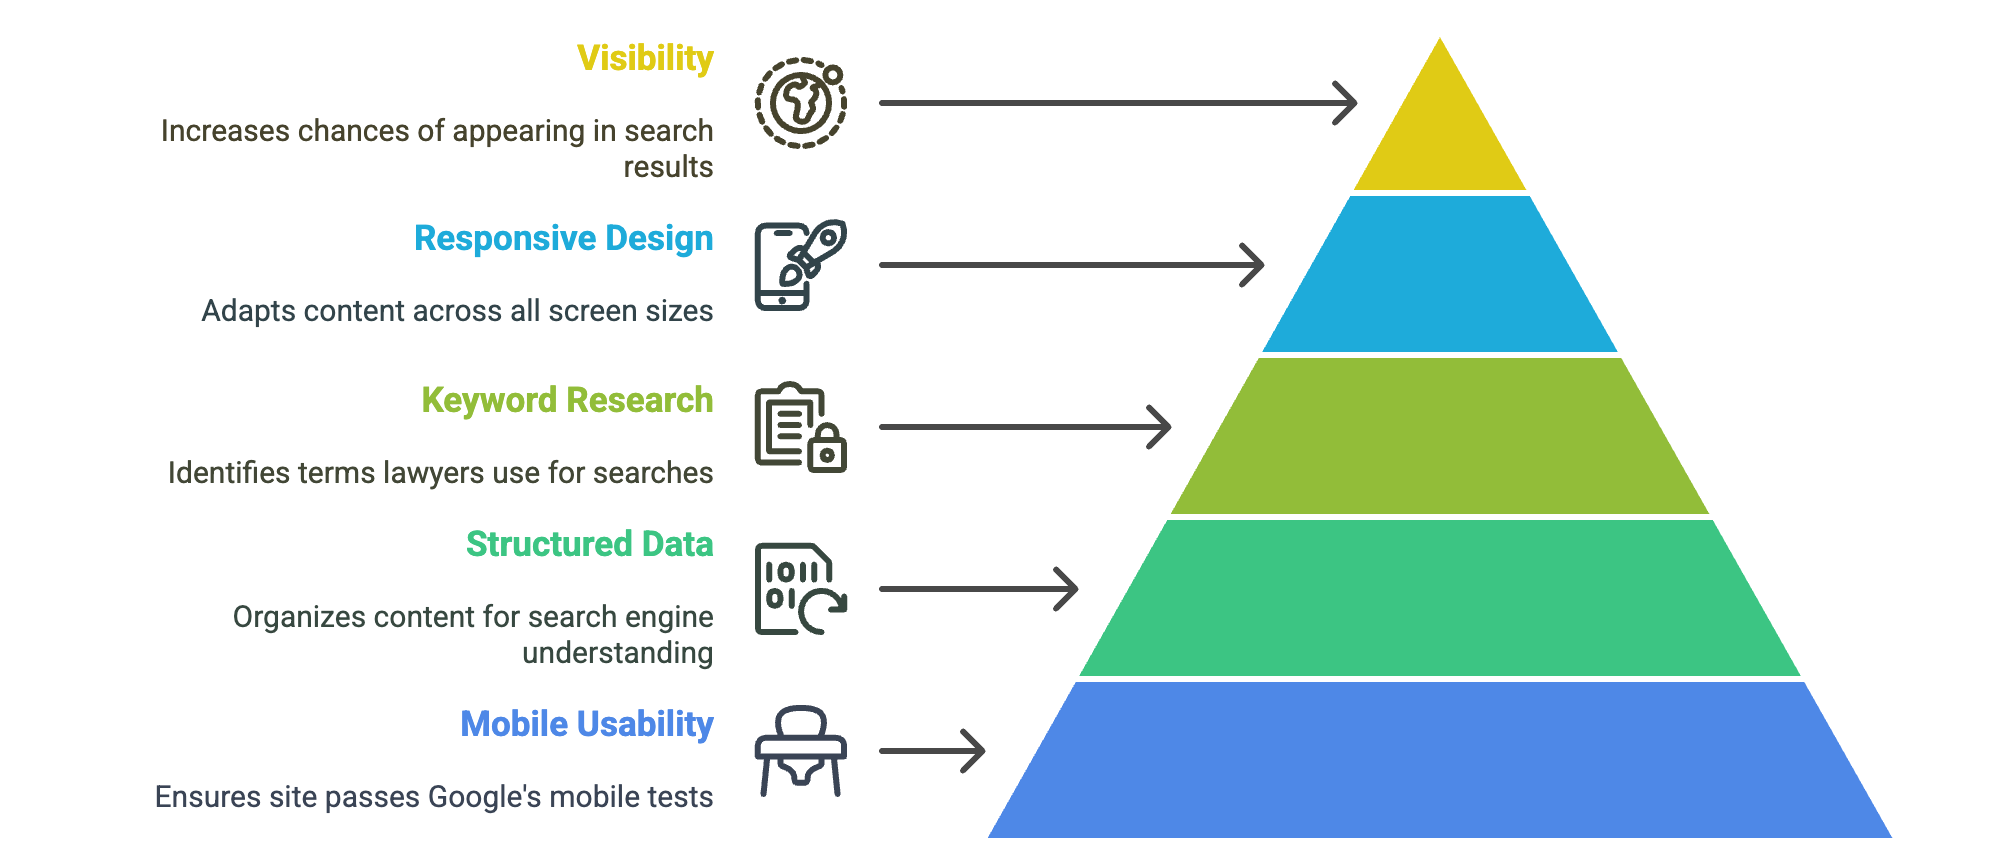 Visibility
Increases chances of appearing in search
results
Responsive Design
Adapts content across all screen sizes
Keyword Research
Identifies terms lawyers use for searches
Structured Data
Organizes content for search engine
understanding
Mobile Usability
Ensures site passes Google's mobile tests